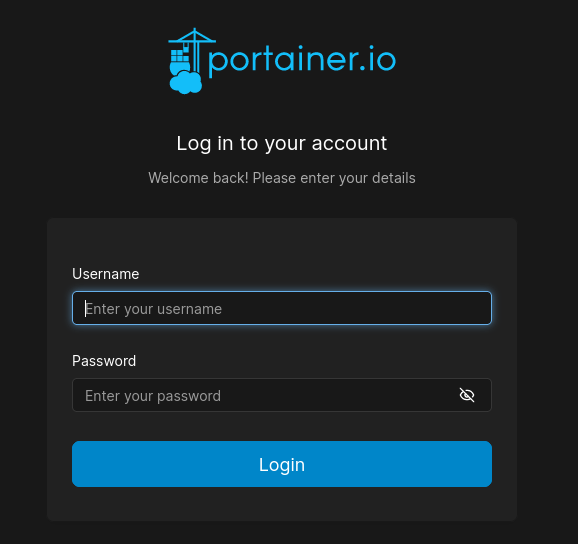 portainer.io
Log in to your account
Welcome back! Please enter your details
Username
Enter your username
Password
Enter your password
Login